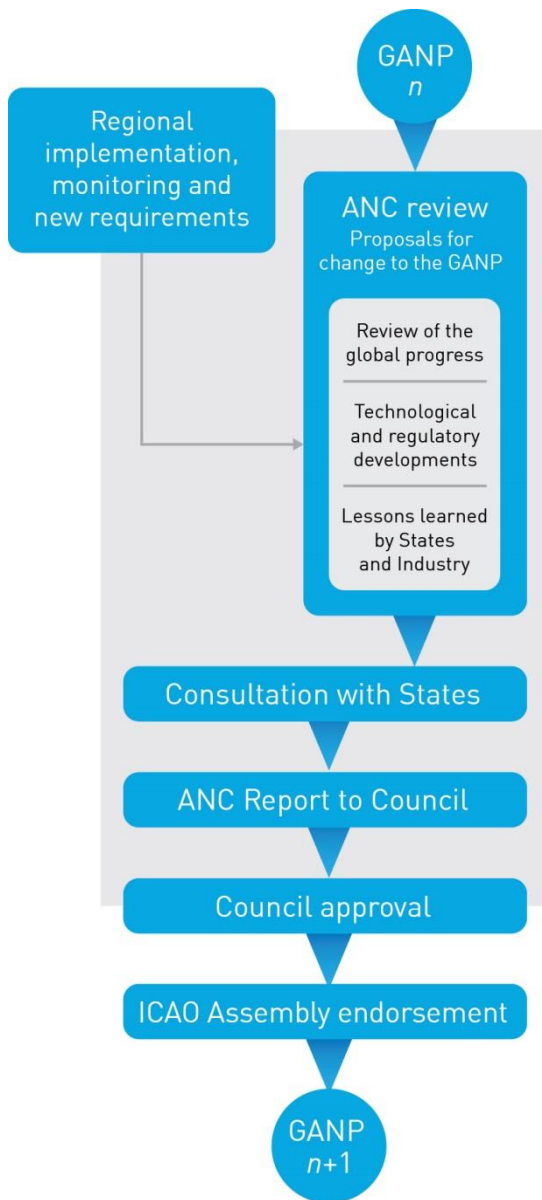 GANP
n
Regional
implementation,
monitoring and
new requirements
ANC review
Proposals for
change to the GANP
Review of the
global progress
Technological
and regulatory
developments
Lessons learned
by States
and Industry
Consultation with States
ANC Report to Council
Council approval
ICAO Assembly endorsement
GANP
n+1